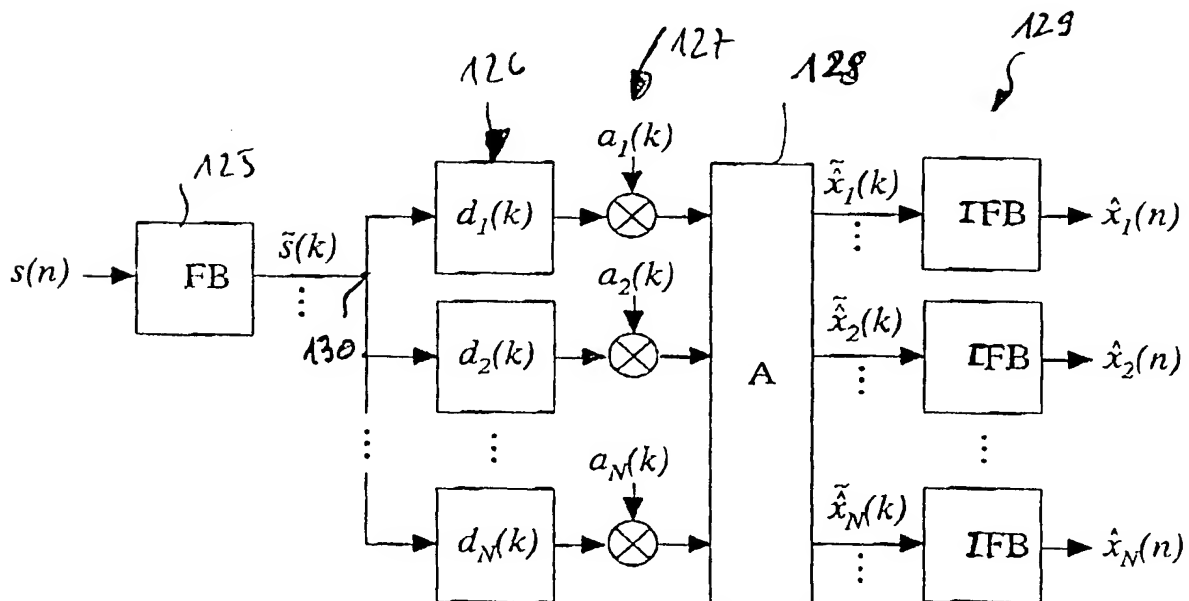 129
127
126
128
a₁(k)
125
d₁(k)
x̃̂₁(k)
IFB
x̂₁(n)
s(n)
FB
s̃(k)
a₂(k)
130
d₂(k)
A
x̃̂₂(k)
IFB
x̂₂(n)
a_N(k)
d_N(k)
x̃̂_N(k)
IFB
x̂_N(n)